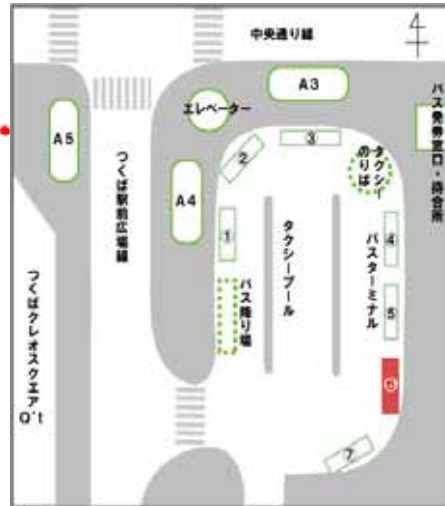 中央通り線
A3
エレベーター
A5
A4
つくば駅前広場線
②
③
タクシーのりば
バス発券窓口・待合所
①
④
タクシープール
バスターミナル
バス降り場
⑤
⑥
つくばクレオスクエア
Q't
7